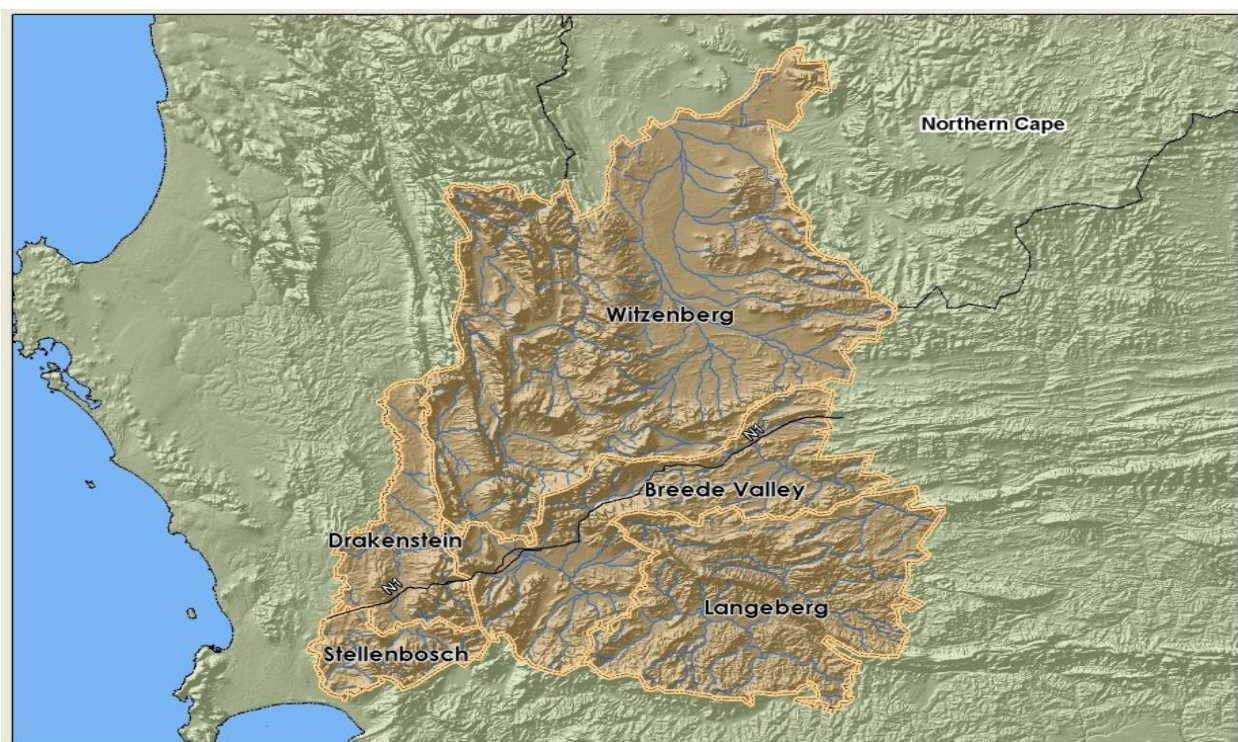 Northern Cape
Witzenberg
N1
Breede Valley
Drakenstein
N1
Langeberg
Stellenbosch